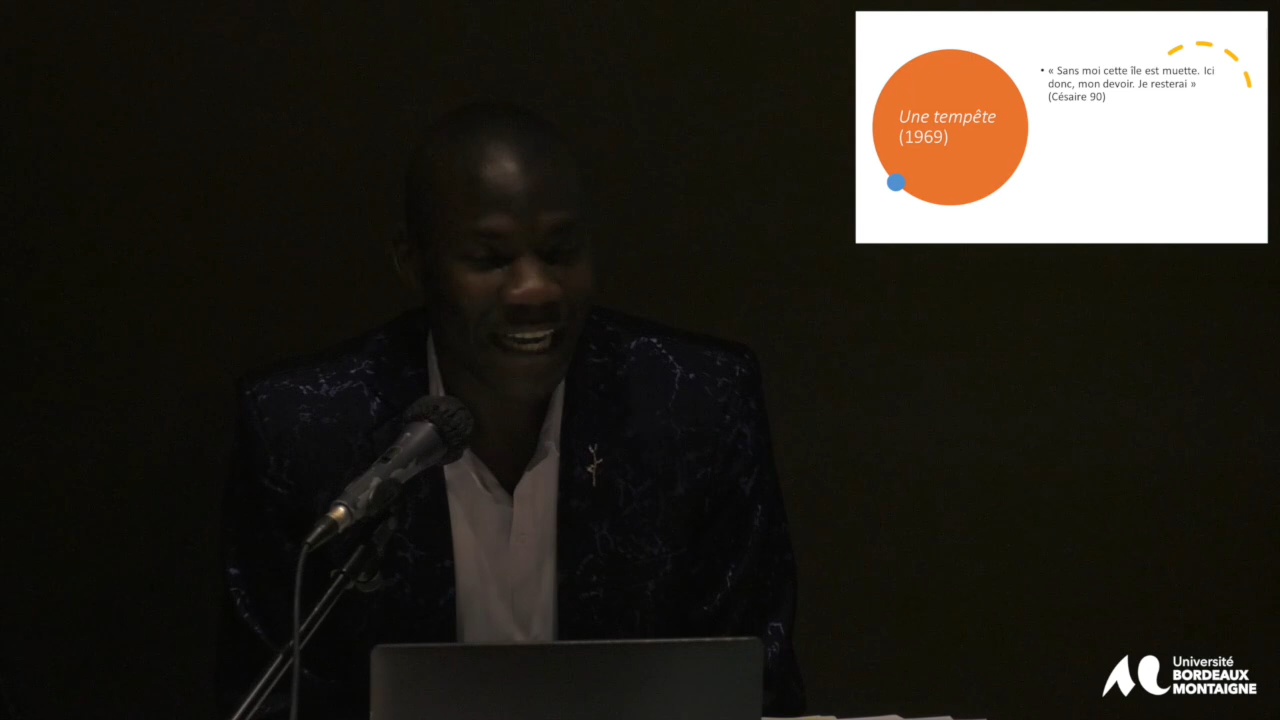 Une tempête
(1969)
• « Sans moi cette île est muette. Ici
donc, mon devoir. Je resterai »
(Césaire 90)
Université
BORDEAUX
MONTAIGNE